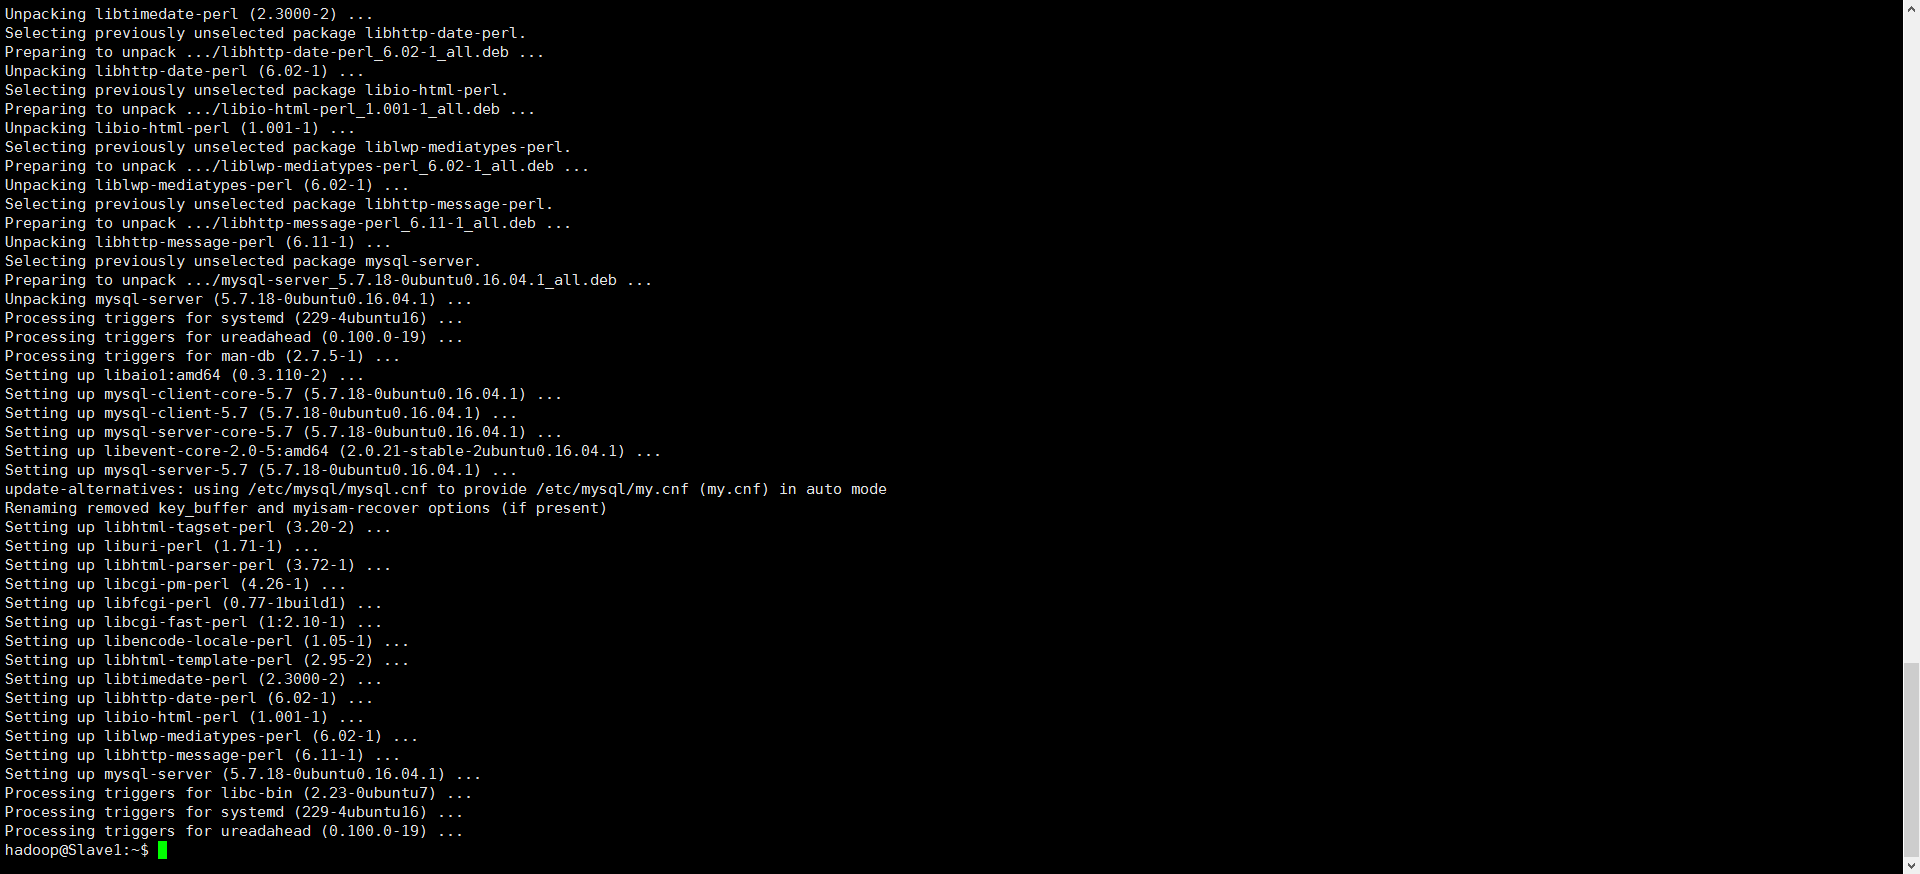 Unpacking libtimedate-perl (2.3000-2) ...
Selecting previously unselected package libhttp-date-perl.
Preparing to unpack .../libhttp-date-perl_6.02-1_all.deb ...
Unpacking libhttp-date-perl (6.02-1) ...
Selecting previously unselected package libio-html-perl.
Preparing to unpack .../libio-html-perl_1.001-1_all.deb ...
Unpacking libio-html-perl (1.001-1) ...
Selecting previously unselected package liblwp-mediatypes-perl.
Preparing to unpack .../liblwp-mediatypes-perl_6.02-1_all.deb ...
Unpacking liblwp-mediatypes-perl (6.02-1) ...
Selecting previously unselected package libhttp-message-perl.
Preparing to unpack .../libhttp-message-perl_6.11-1_all.deb ...
Unpacking libhttp-message-perl (6.11-1) ...
Selecting previously unselected package mysql-server.
Preparing to unpack .../mysql-server_5.7.18-0ubuntu0.16.04.1_all.deb ...
Unpacking mysql-server (5.7.18-0ubuntu0.16.04.1) ...
Processing triggers for systemd (229-4ubuntu16) ...
Processing triggers for ureadahead (0.100.0-19) ...
Processing triggers for man-db (2.7.5-1) ...
Setting up libaio1:amd64 (0.3.110-2) ...
Setting up mysql-client-core-5.7 (5.7.18-0ubuntu0.16.04.1) ...
Setting up mysql-client-5.7 (5.7.18-0ubuntu0.16.04.1) ...
Setting up mysql-server-core-5.7 (5.7.18-0ubuntu0.16.04.1) ...
Setting up libevent-core-2.0-5:amd64 (2.0.21-stable-2ubuntu0.16.04.1) ...
Setting up mysql-server-5.7 (5.7.18-0ubuntu0.16.04.1) ...
update-alternatives: using /etc/mysql/mysql.cnf to provide /etc/mysql/my.cnf (my.cnf) in auto mode
Renaming removed key_buffer and myisam-recover options (if present)
Setting up libhtml-tagset-perl (3.20-2) ...
Setting up liburi-perl (1.71-1) ...
Setting up libhtml-parser-perl (3.72-1) ...
Setting up libcgi-pm-perl (4.26-1) ...
Setting up libfcgi-perl (0.77-1build1) ...
Setting up libcgi-fast-perl (1:2.10-1) ...
Setting up libencode-locale-perl (1.05-1) ...
Setting up libhtml-template-perl (2.95-2) ...
Setting up libtimedate-perl (2.3000-2) ...
Setting up libhttp-date-perl (6.02-1) ...
Setting up libio-html-perl (1.001-1) ...
Setting up liblwp-mediatypes-perl (6.02-1) ...
Setting up libhttp-message-perl (6.11-1) ...
Setting up mysql-server (5.7.18-0ubuntu0.16.04.1) ...
Processing triggers for libc-bin (2.23-0ubuntu7) ...
Processing triggers for systemd (229-4ubuntu16) ...
Processing triggers for ureadahead (0.100.0-19) ...
hadoop@Slave1:~$